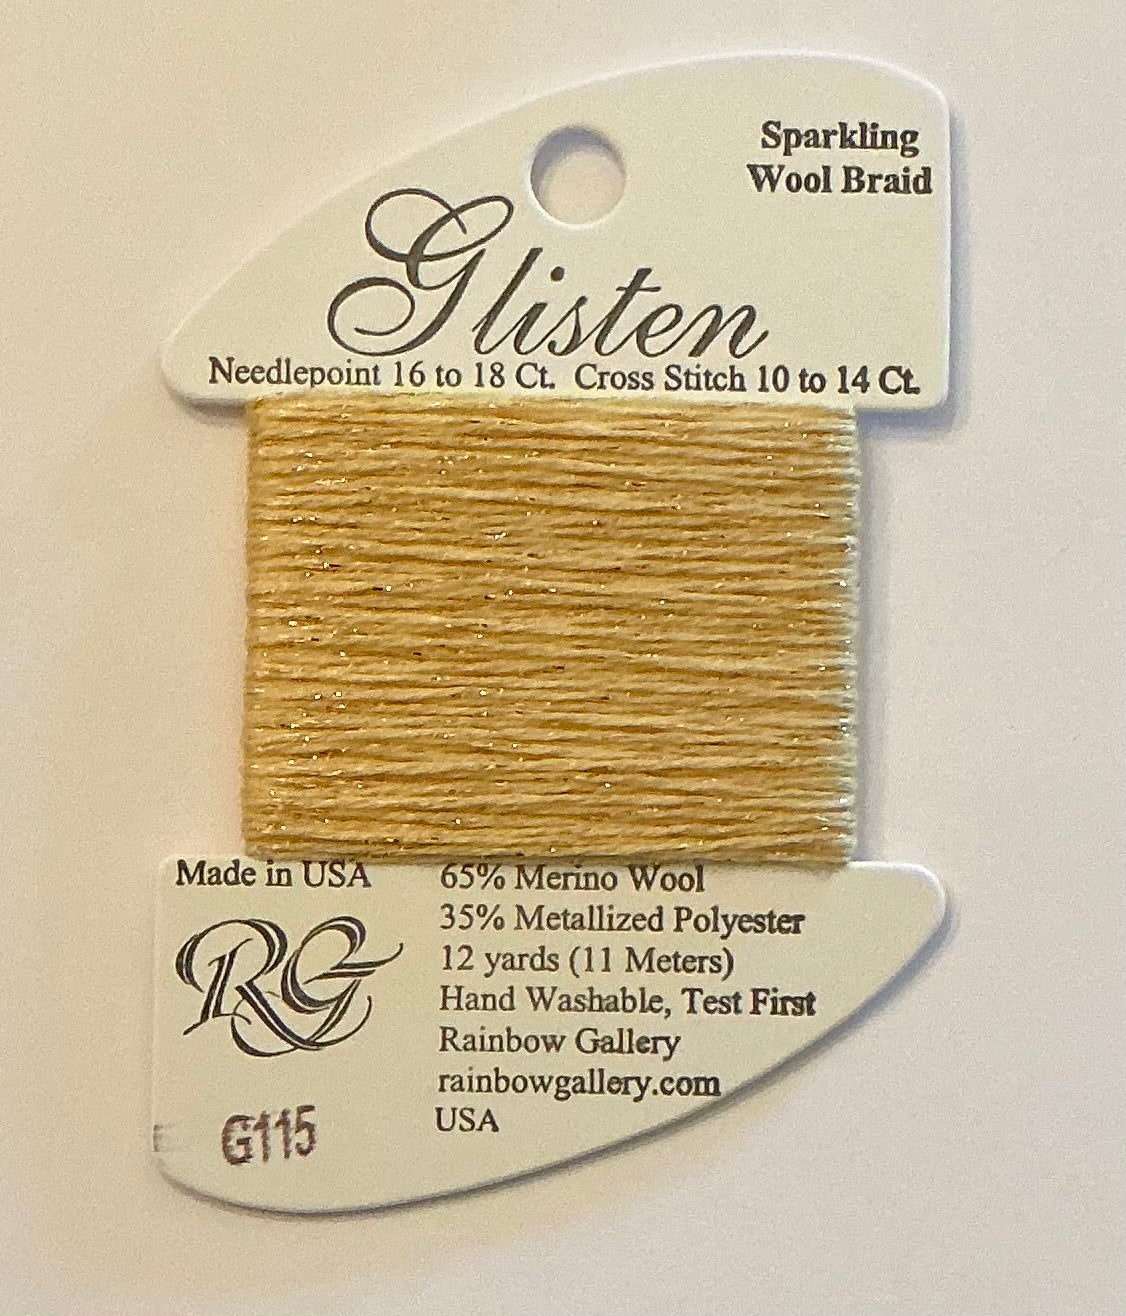 Sparkling
Wool Braid
Glisten
Needlepoint 16 to 18 Ct. Cross Stitch 10 to 14 Ct.
Made in USA
RG
G115
65% Merino Wool
35% Metallized Polyester
12 yards (11 Meters)
Hand Washable, Test First
Rainbow Gallery
rainbowgallery.com
USA